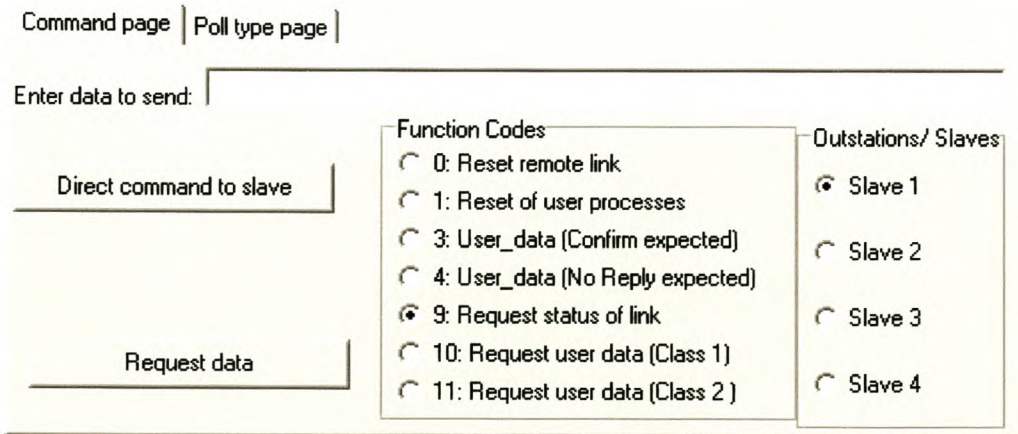 Command page
Poll type page
Enter data to send:
Direct command to slave
Request data
Function Codes
0: Reset remote link
1: Reset of user processes
3: User_data (Confirm expected)
4: User_data (No Reply expected)
9: Request status of link
10: Request user data (Class 1)
11: Request user data (Class 2 )
Outstations/ Slaves
Slave 1
Slave 2
Slave 3
Slave 4